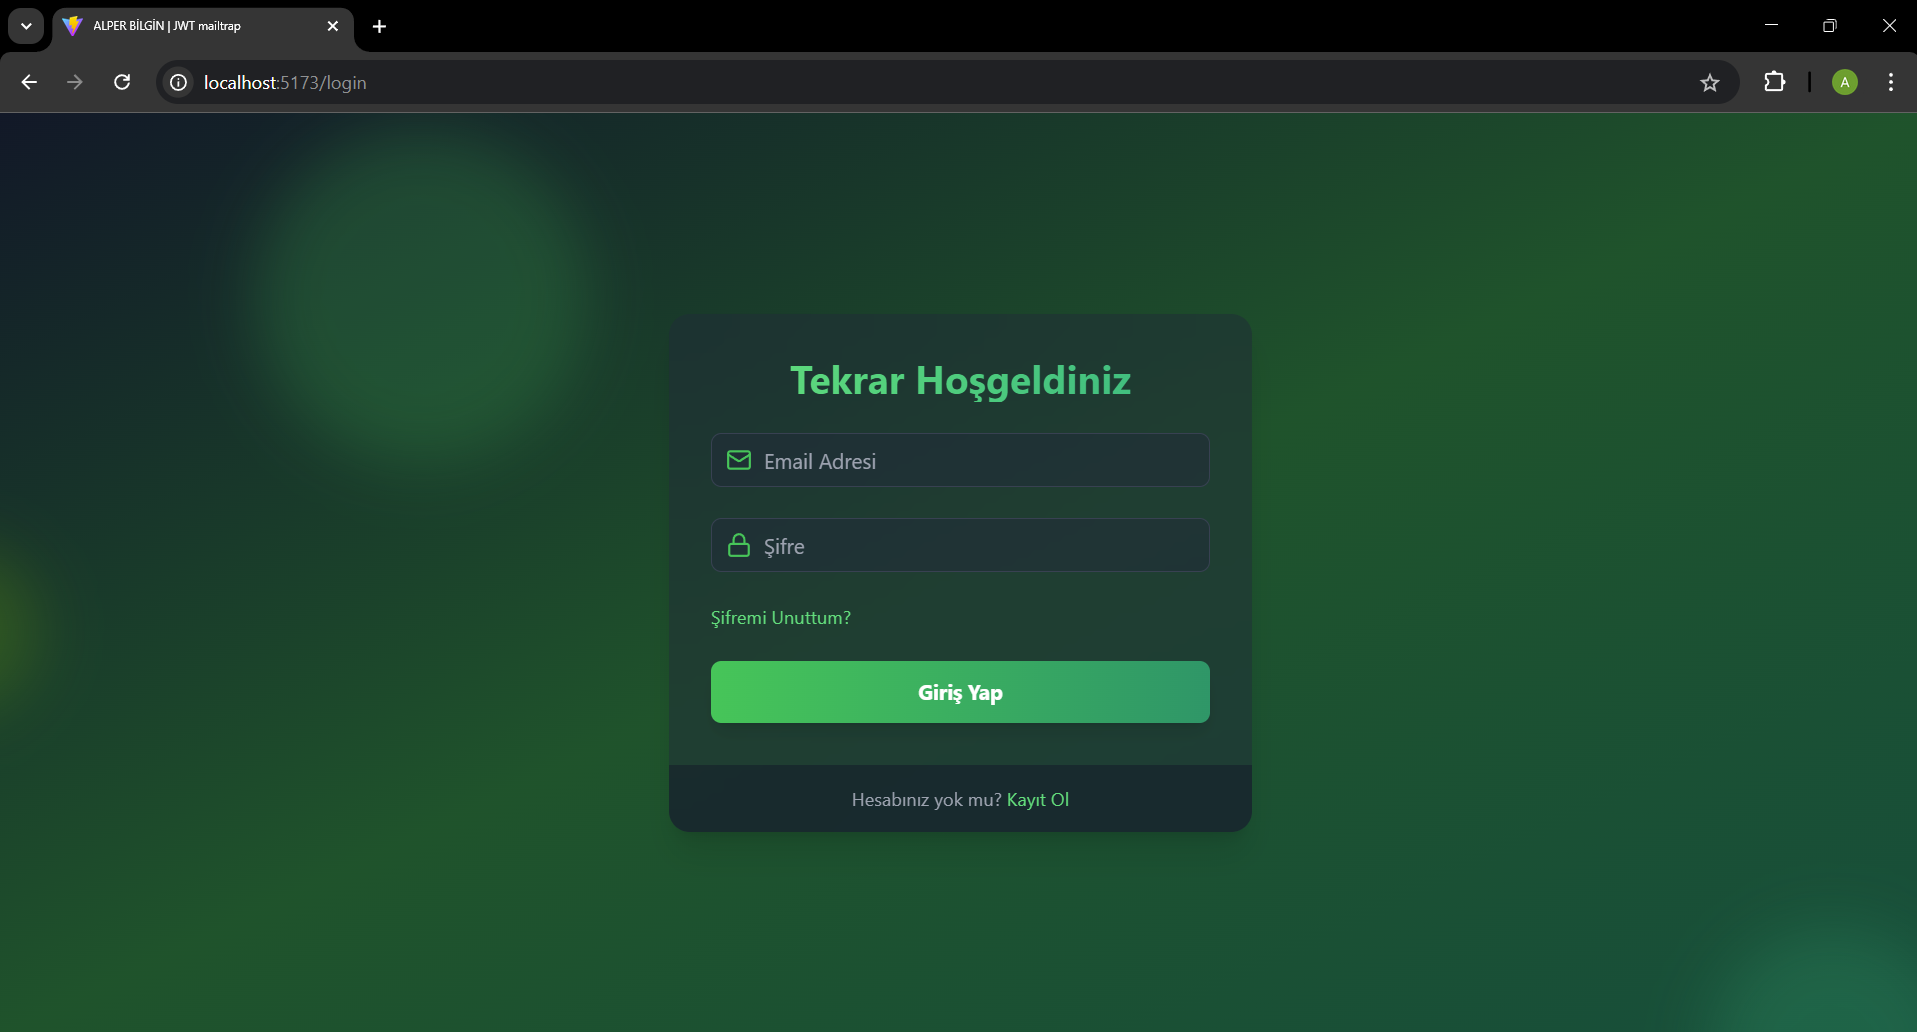 ALPER BİLGİN | JWT mailtrap
localhost:5173/login
A
Tekrar Hoşgeldiniz
Email Adresi
Şifre
Şifremi Unuttum?
Giriş Yap
Hesabınız yok mu? Kayıt Ol